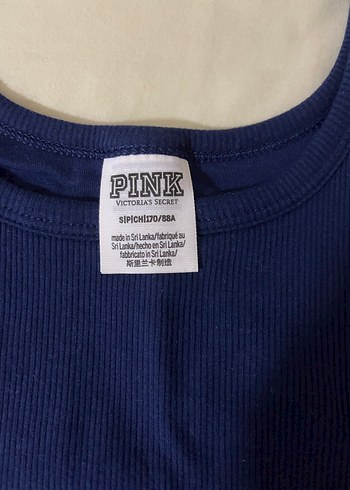 PINK
VICTORIA'S SECRET
S|P|CH|170/88A
made in Sri Lanka/fabriqué au
Sri Lanka/hecho en Sri Lanka/
fabbricato in Sri Lanka/
斯里兰卡制造